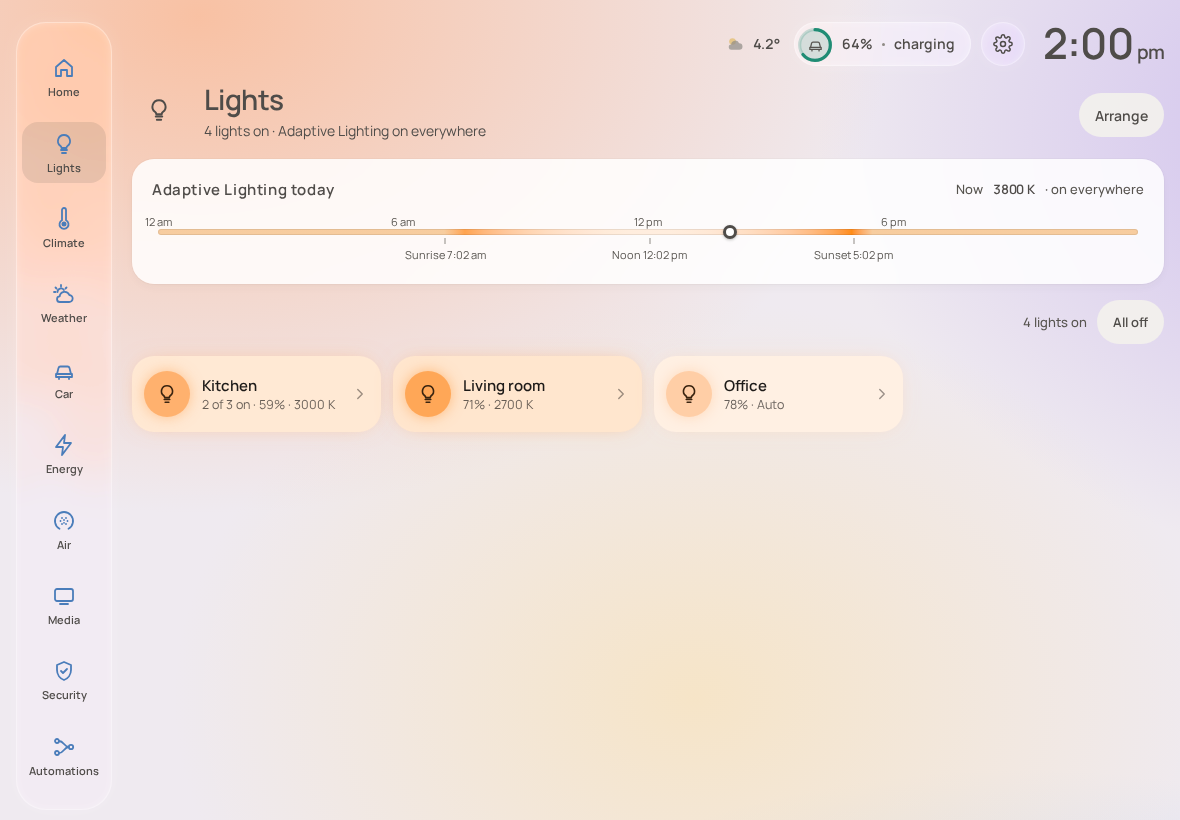 4.2°
64% • charging
2:00 pm
Home
Lights
Climate
Weather
Car
Energy
Air
Media
Security
Automations
Lights
4 lights on · Adaptive Lighting on everywhere
Arrange
Adaptive Lighting today
Now 3800 K · on everywhere
12 am 6 am 12 pm 6 pm
Sunrise 7:02 am Noon 12:02 pm Sunset 5:02 pm
4 lights on All off
Kitchen
2 of 3 on · 59% · 3000 K
Living room
71% · 2700 K
Office
78% · Auto